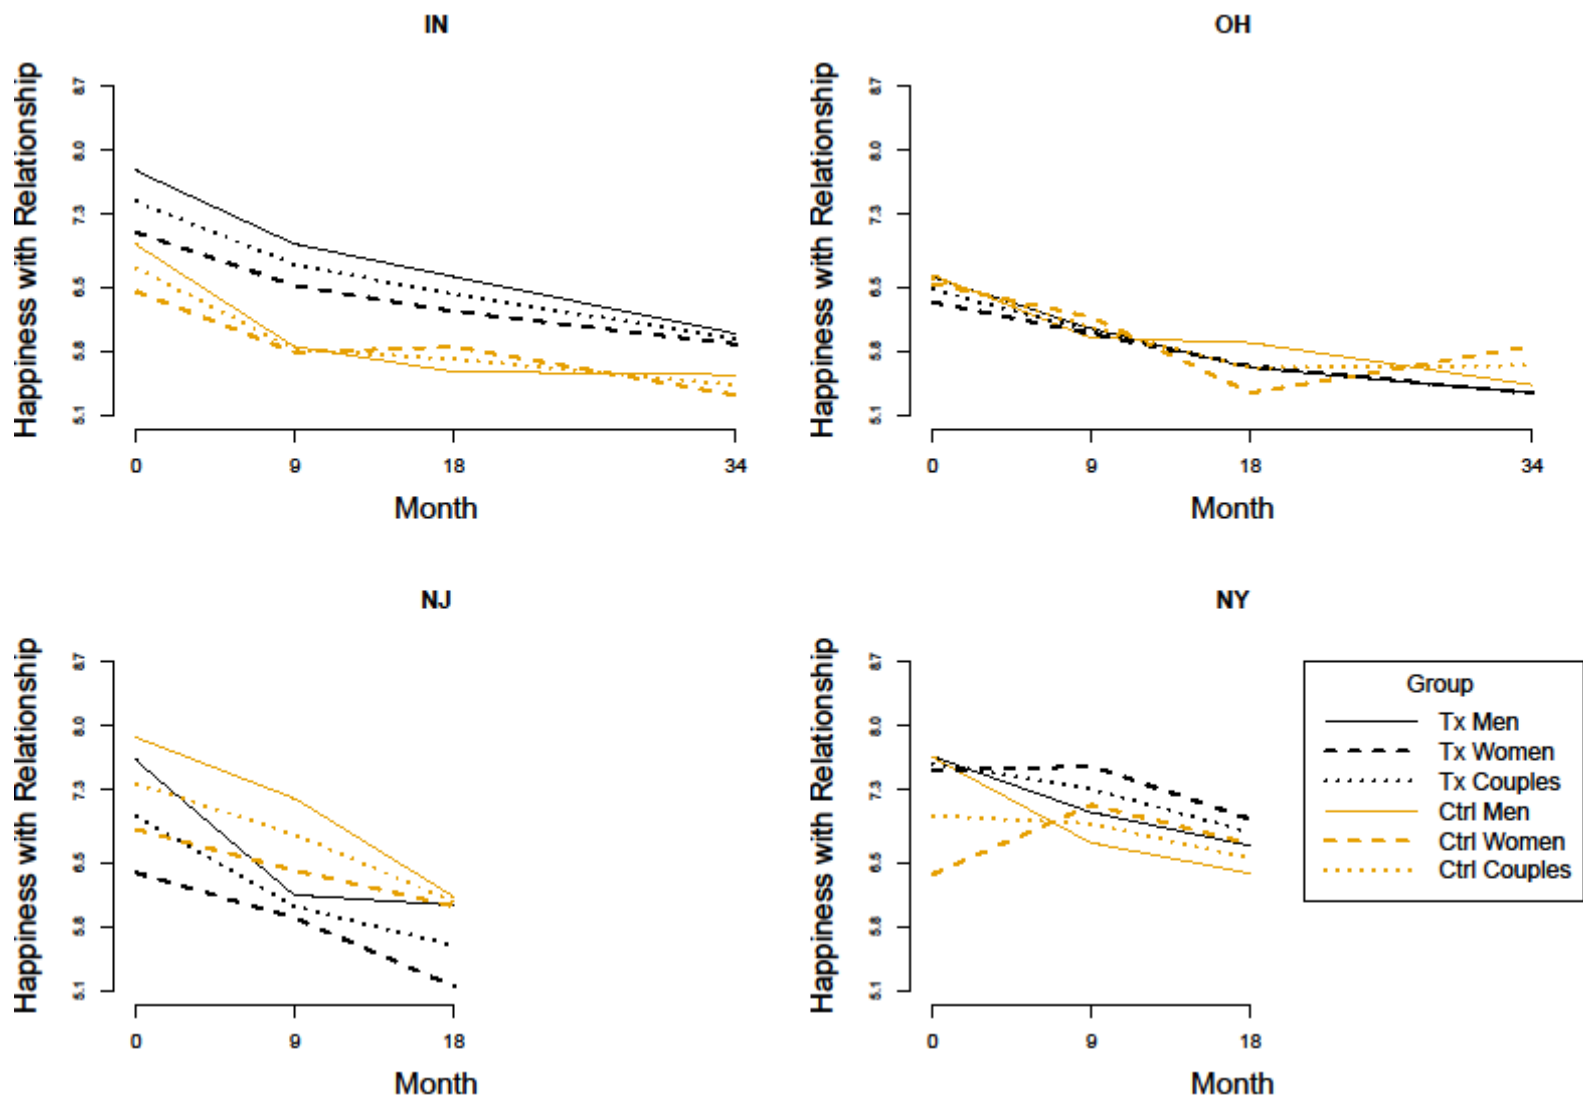 IN
Happiness with Relationship
8.7
8.0
7.3
6.5
5.8
5.1
0 9 18 34
Month
OH
Happiness with Relationship
8.7
8.0
7.3
6.5
5.8
5.1
0 9 18 34
Month
NJ
Happiness with Relationship
8.7
8.0
7.3
6.5
5.8
5.1
0 9 18
Month
NY
Happiness with Relationship
8.7
8.0
7.3
6.5
5.8
5.1
0 9 18
Month
Group
Tx Men
Tx Women
Tx Couples
Ctrl Men
Ctrl Women
Ctrl Couples